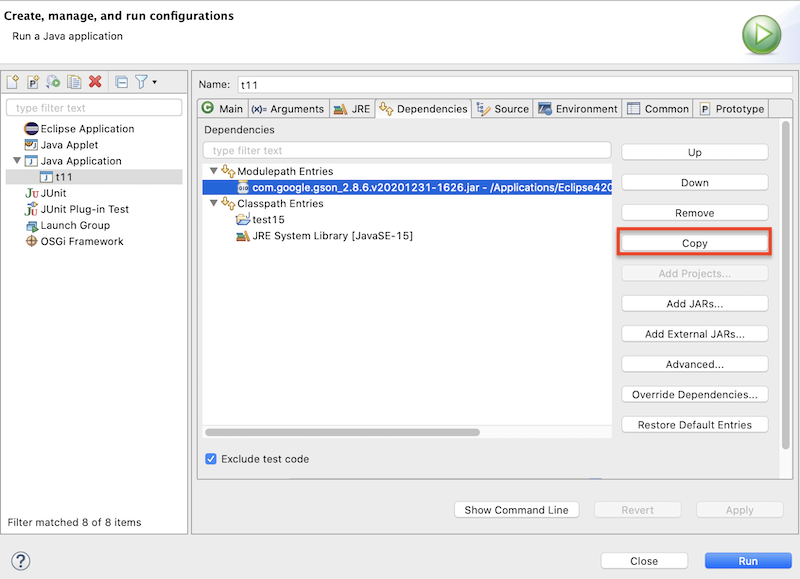 Create, manage, and run configurations
Run a Java application
type filter text
Eclipse Application
Java Applet
Java Application
t11
JUnit
JUnit Plug-in Test
Launch Group
OSGi Framework
Filter matched 8 of 8 items
Name: t11
Main (x)= Arguments JRE Dependencies Source Environment Common Prototype
Dependencies
type filter text
Modulepath Entries
com.google.gson_2.8.6.v20201231-1626.jar - /Applications/Eclipse420
Classpath Entries
test15
JRE System Library [JavaSE-15]
Up
Down
Remove
Copy
Add Projects...
Add JARs...
Add External JARs...
Advanced...
Override Dependencies...
Restore Default Entries
Exclude test code
Show Command Line Revert Apply
Close Run